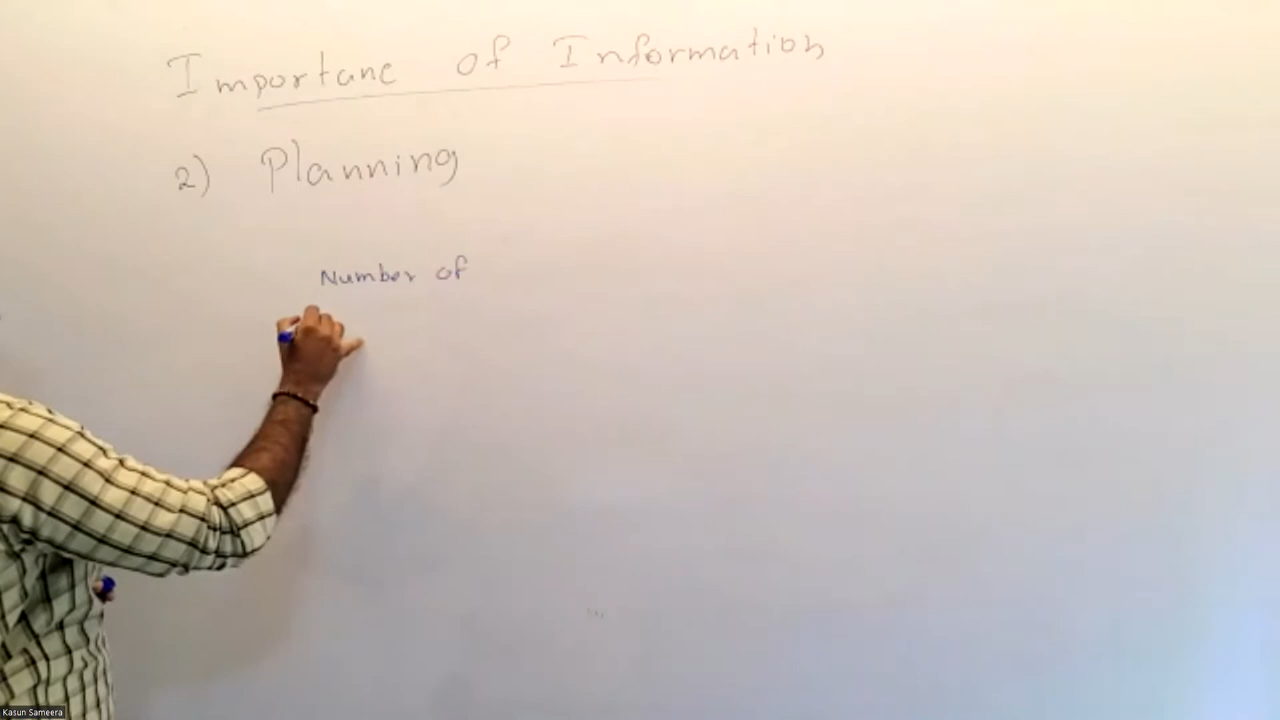 Importanc of Information
2) Planning
Number of
Kasun Sameera